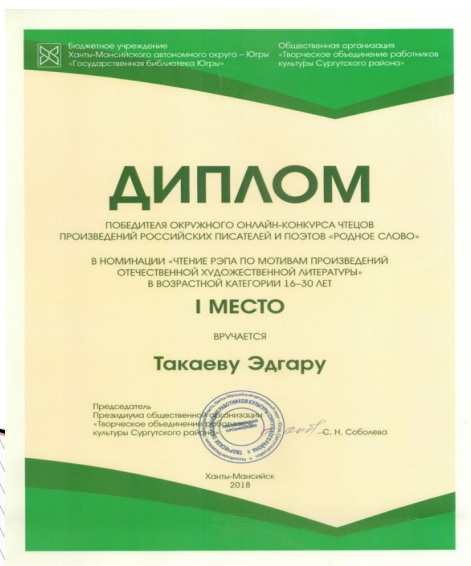 Бюджетное учреждение
Ханты-Мансийского автономного округа – Югры
«Государственная библиотека Югры»
Общественная организация
«Творческое объединение работников
культуры Сургутского района»
ДИПЛОМ
ПОБЕДИТЕЛЯ ОКРУЖНОГО ОНЛАЙН-КОНКУРСА ЧТЕЦОВ
ПРОИЗВЕДЕНИЙ РОССИЙСКИХ ПИСАТЕЛЕЙ И ПОЭТОВ «РОДНОЕ СЛОВО»
В НОМИНАЦИИ «ЧТЕНИЕ РЭПА ПО МОТИВАМ ПРОИЗВЕДЕНИЙ
ОТЕЧЕСТВЕННОЙ ХУДОЖЕСТВЕННОЙ ЛИТЕРАТУРЫ»
В ВОЗРАСТНОЙ КАТЕГОРИИ 16–30 ЛЕТ
I МЕСТО
ВРУЧАЕТСЯ
Такаеву Эдгару
Председатель
Президиума общественной организации
«Творческое объединение работников
культуры Сургутского района»
С. Н. Соболева
Ханты-Мансийск
2018